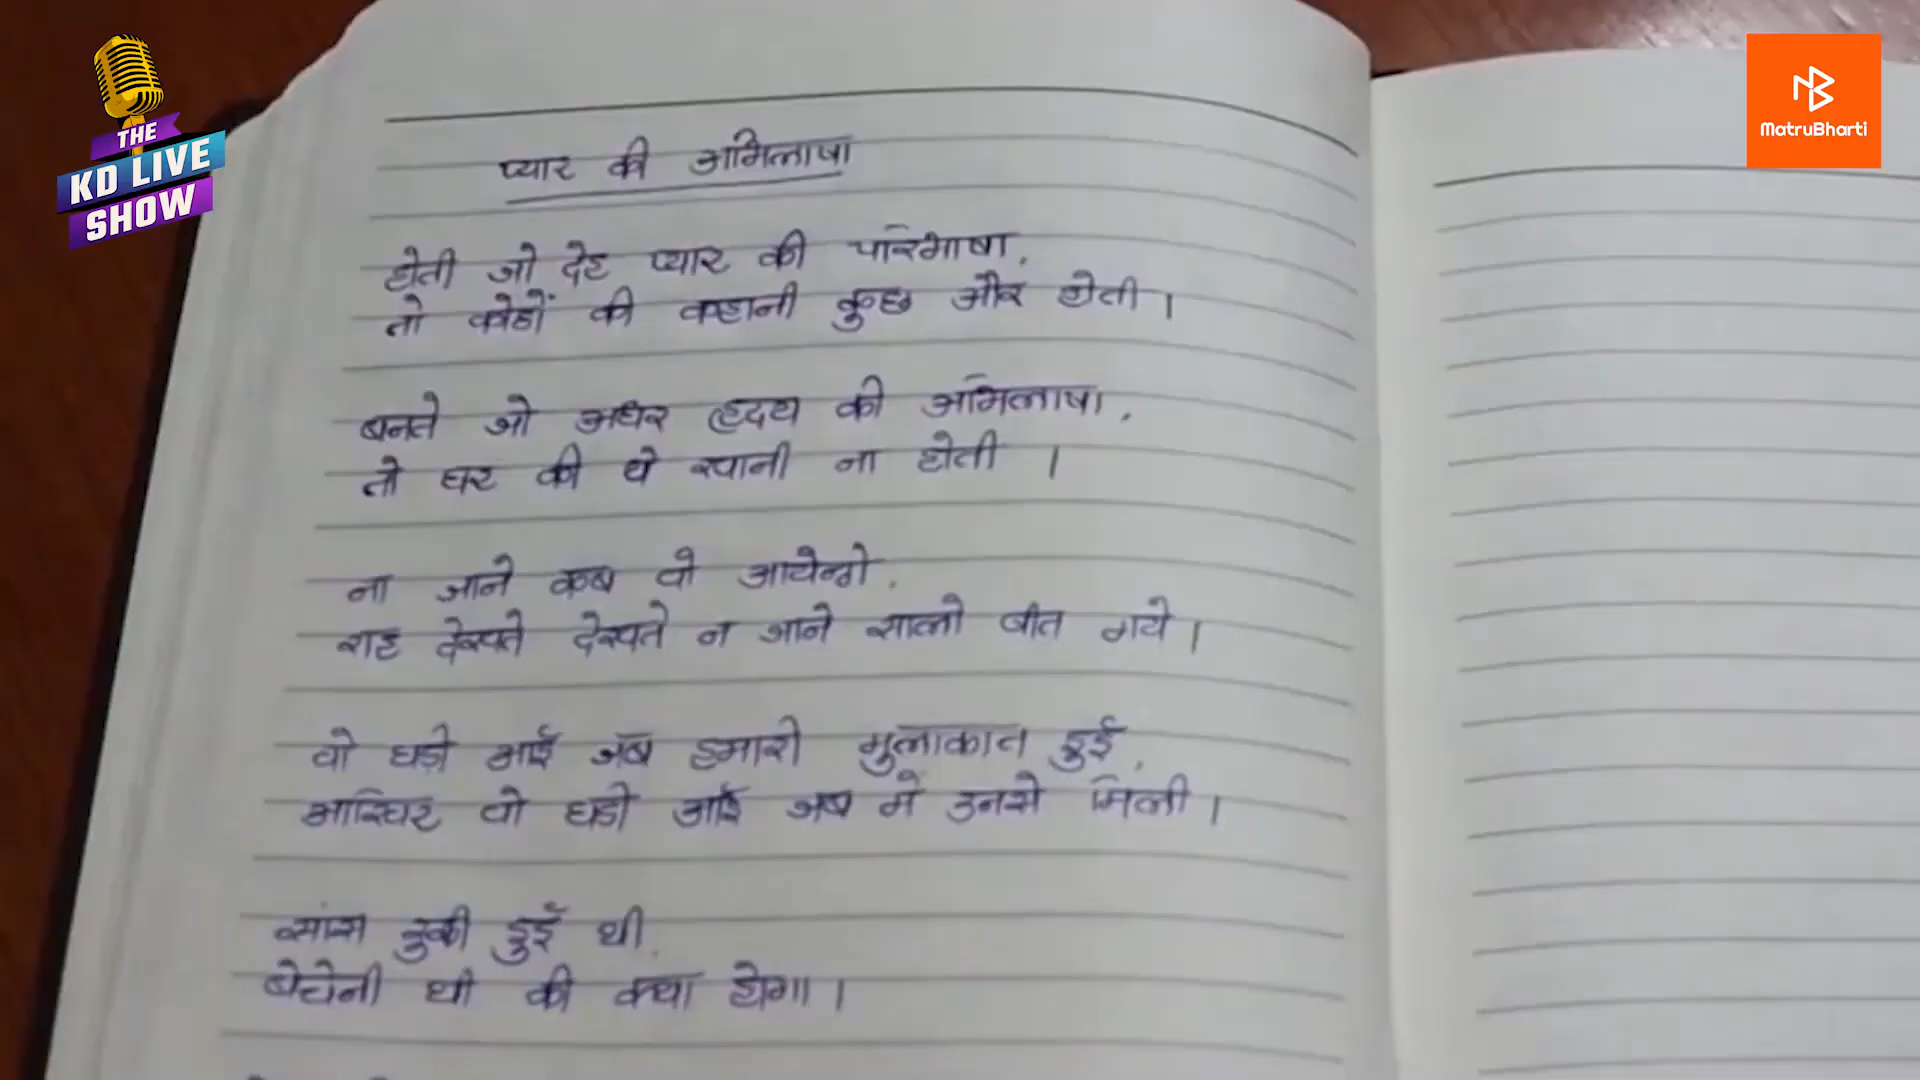 THE
KD LIVE
SHOW
MatruBharti
प्यार की अभिलाषा
होती जो देह प्यार की परिभाषा,
तो कोठों की कहानी कुछ और होती ।
बनते जो अधर हृदय की अभिलाषा,
तो घर की ये रवानी ना होती ।
ना जाने कब वो आयेन्गे,
राह देखते देखते न जाने सालो बीत गये ।
वो घडी आई जब हमारी मुलाकात हुई,
आखिर वो घडी आई जब में उनसे मिली ।
सांस रुकी हुई थी,
बेचेनी थी की क्या होगा ।